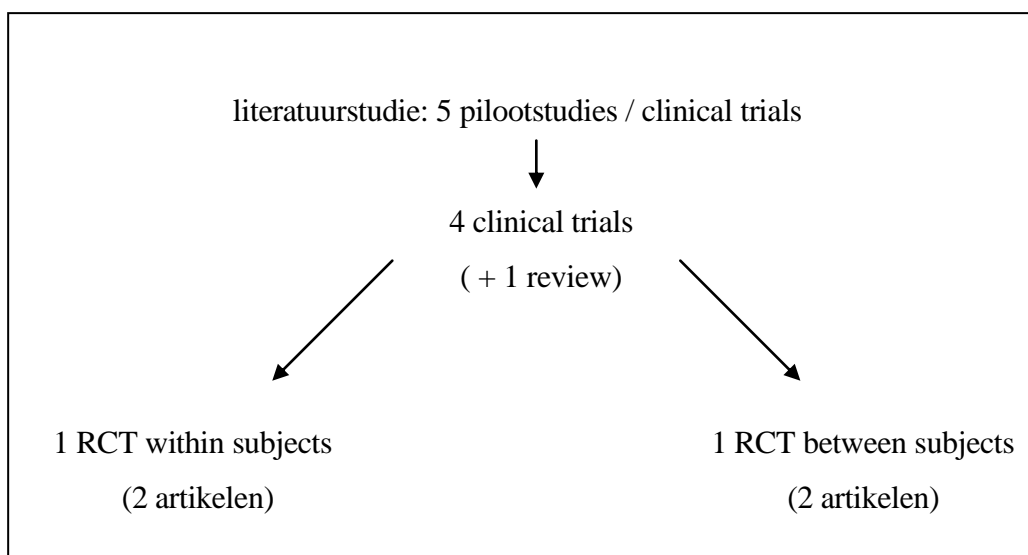 literatuurstudie: 5 pilootstudies / clinical trials
4 clinical trials
( + 1 review)
1 RCT within subjects
(2 artikelen)
1 RCT between subjects
(2 artikelen)